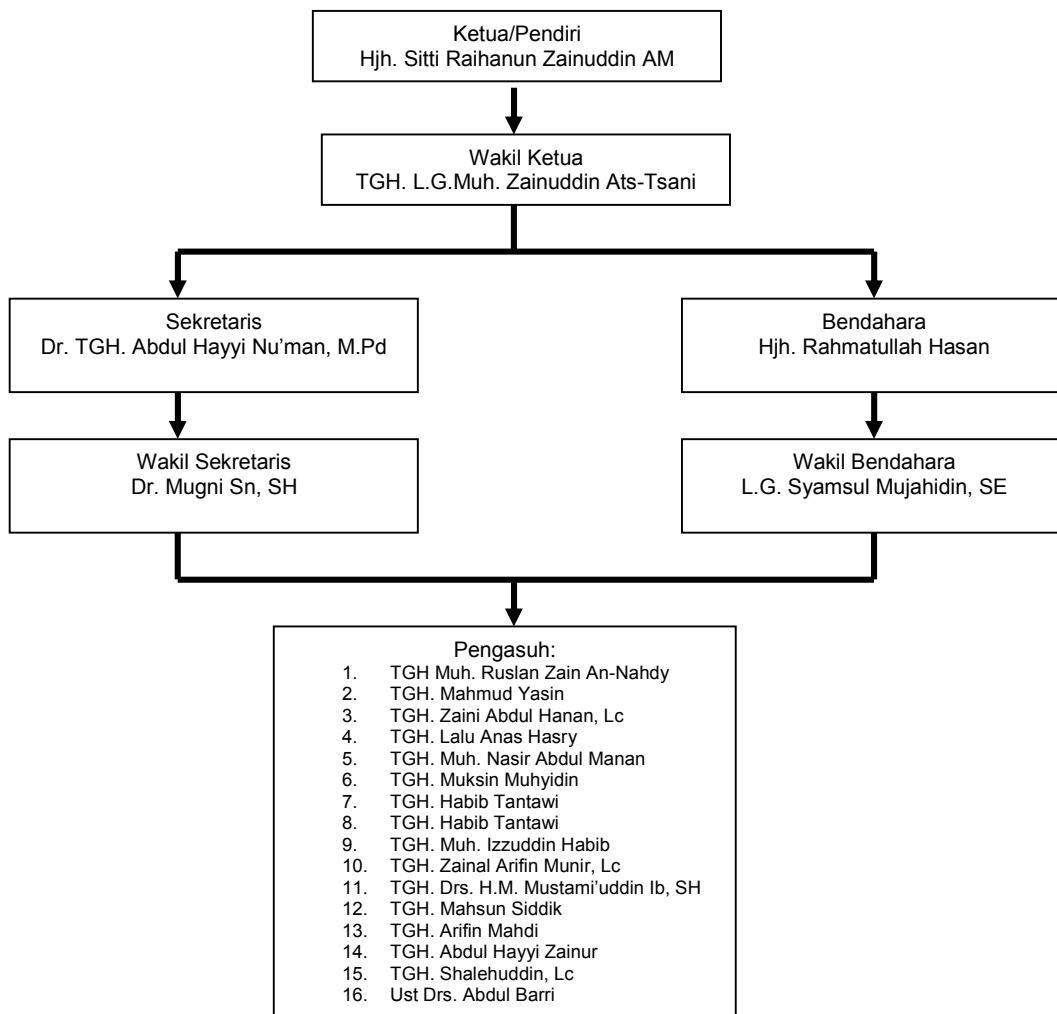 Ketua/Pendiri
Hjh. Sitti Raihanun Zainuddin AM
Wakil Ketua
TGH. L.G.Muh. Zainuddin Ats-Tsani
Sekretaris
Dr. TGH. Abdul Hayyi Nu’man, M.Pd
Bendahara
Hjh. Rahmatullah Hasan
Wakil Sekretaris
Dr. Mugni Sn, SH
Wakil Bendahara
L.G. Syamsul Mujahidin, SE
Pengasuh:
1. TGH Muh. Ruslan Zain An-Nahdy
2. TGH. Mahmud Yasin
3. TGH. Zaini Abdul Hanan, Lc
4. TGH. Lalu Anas Hasry
5. TGH. Muh. Nasir Abdul Manan
6. TGH. Muksin Muhyidin
7. TGH. Habib Tantawi
8. TGH. Habib Tantawi
9. TGH. Muh. Izzuddin Habib
10. TGH. Zainal Arifin Munir, Lc
11. TGH. Drs. H.M. Mustami’uddin Ib, SH
12. TGH. Mahsun Siddik
13. TGH. Arifin Mahdi
14. TGH. Abdul Hayyi Zainur
15. TGH. Shalehuddin, Lc
16. Ust Drs. Abdul Barri